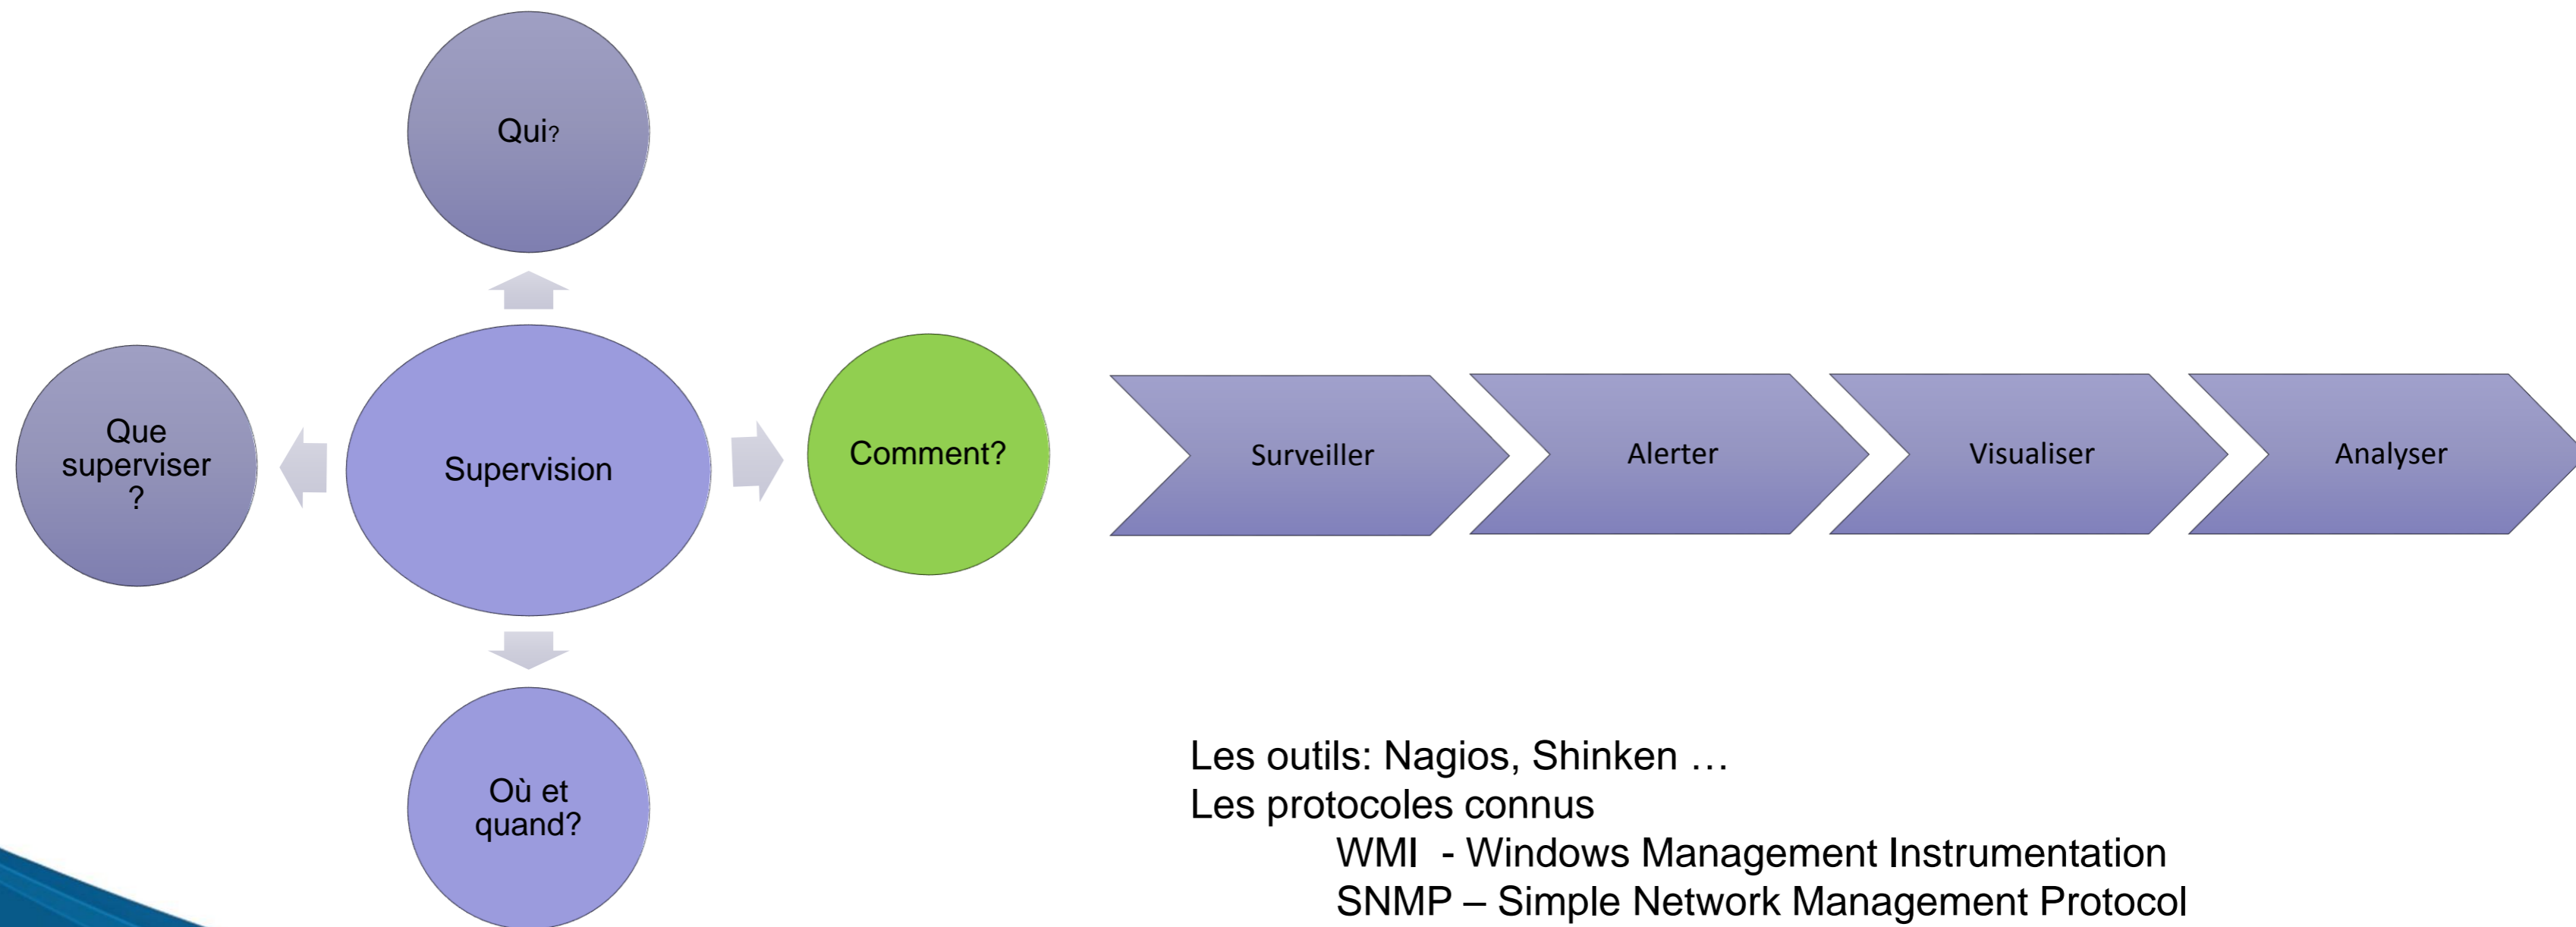 Qui?
Que
superviser
?
Supervision
Comment?
Où et
quand?
Surveiller
Alerter
Visualiser
Analyser
Les outils: Nagios, Shinken …
Les protocoles connus
WMI - Windows Management Instrumentation
SNMP – Simple Network Management Protocol